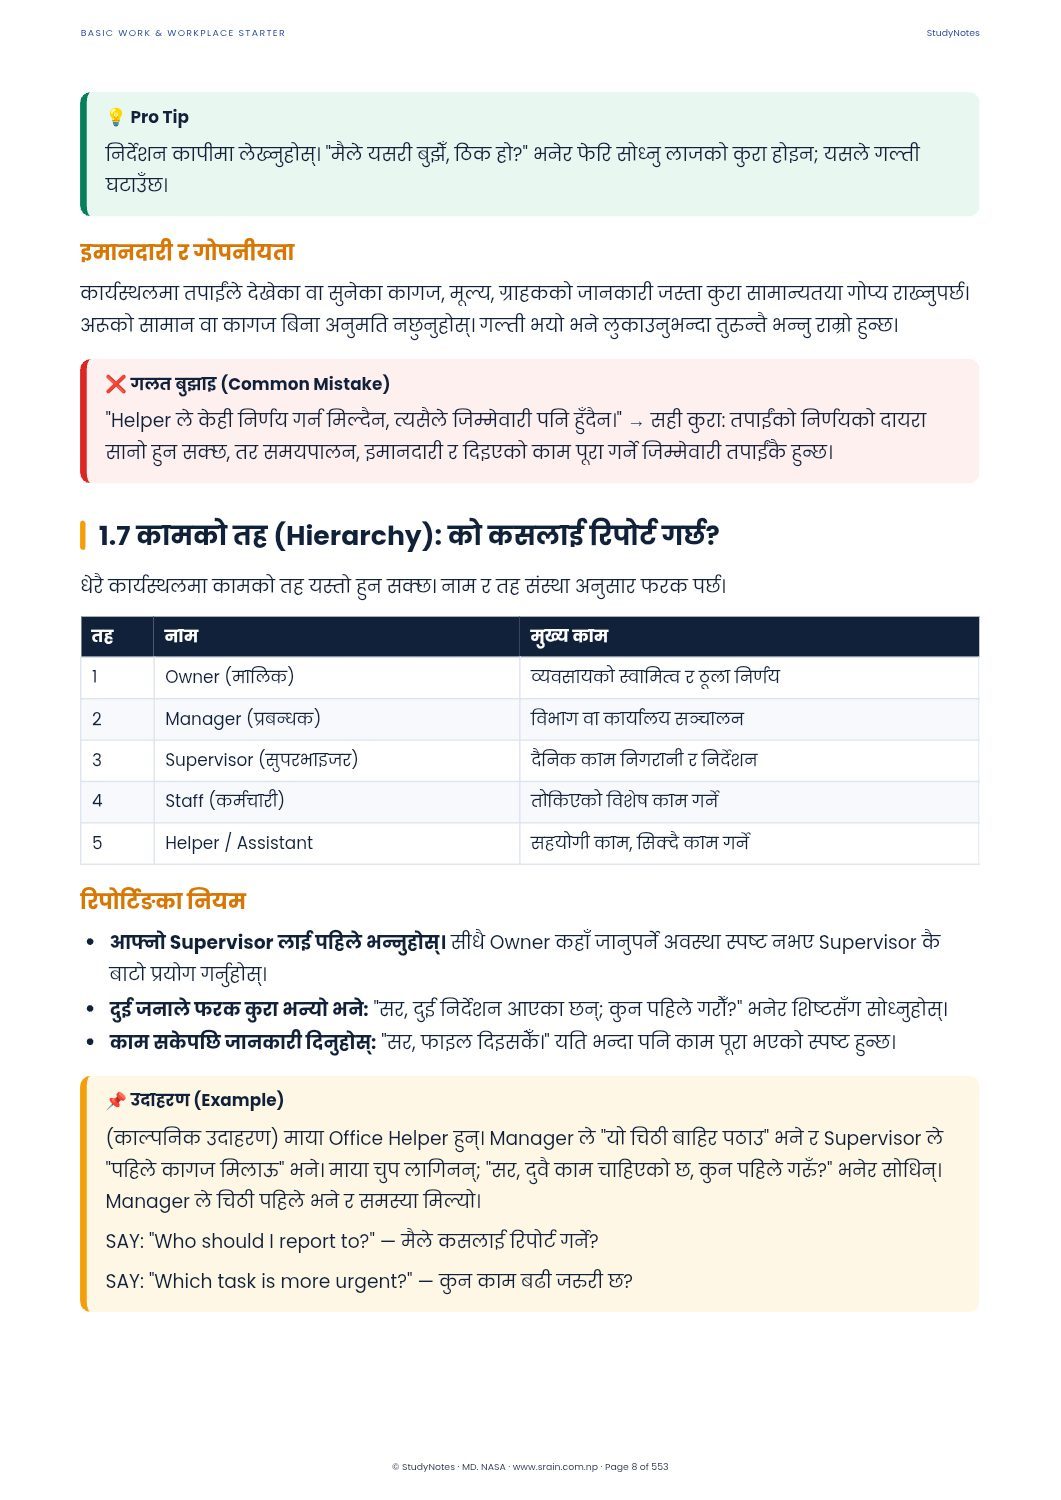 BASIC WORK & WORKPLACE STARTER
StudyNotes
💡 Pro Tip
निर्देशन कापीमा लेख्नुहोस्। "मैले यसरी बुझेँ, ठिक हो?" भनेर फेरि सोध्नु लाजको कुरा होइन; यसले गल्ती
घटाउँछ।
इमानदारी र गोपनीयता
कार्यस्थलमा तपाईंले देखेका वा सुनेका कागज, मूल्य, ग्राहकको जानकारी जस्ता कुरा सामान्यतया गोप्य राख्नुपर्छ।
अरूको सामान वा कागज बिना अनुमति नछुनुहोस्। गल्ती भयो भने लुकाउनुभन्दा तुरुन्तै भन्नु राम्रो हुन्छ।
❌ गलत बुझाइ (Common Mistake)
"Helper ले केही निर्णय गर्न मिल्दैन, त्यसैले जिम्मेवारी पनि हुँदैन।" → सही कुरा: तपाईंको निर्णयको दायरा
सानो हुन सक्छ, तर समयपालन, इमानदारी र दिइएको काम पूरा गर्ने जिम्मेवारी तपाईंकै हुन्छ।
1.7 कामको तह (Hierarchy): को कसलाई रिपोर्ट गर्छ?
धेरै कार्यस्थलमा कामको तह यस्तो हुन सक्छ। नाम र तह संस्था अनुसार फरक पर्छ।
तह नाम मुख्य काम
1 Owner (मालिक) व्यवसायको स्वामित्व र ठूला निर्णय
2 Manager (प्रबन्धक) विभाग वा कार्यालय सञ्चालन
3 Supervisor (सुपरभाइजर) दैनिक काम निगरानी र निर्देशन
4 Staff (कर्मचारी) तोकिएको विशेष काम गर्ने
5 Helper / Assistant सहयोगी काम, सिक्दै काम गर्ने
रिपोर्टिङका नियम
• आफ्नो Supervisor लाई पहिले भन्नुहोस्। सीधै Owner कहाँ जानुपर्ने अवस्था स्पष्ट नभए Supervisor कै
बाटो प्रयोग गर्नुहोस्।
• दुई जनाले फरक कुरा भन्यो भने: "सर, दुई निर्देशन आएका छन्; कुन पहिले गरौँ?" भनेर शिष्टसँग सोध्नुहोस्।
• काम सकेपछि जानकारी दिनुहोस्: "सर, फाइल दिइसकेँ।" यति भन्दा पनि काम पूरा भएको स्पष्ट हुन्छ।
📌 उदाहरण (Example)
(काल्पनिक उदाहरण) माया Office Helper हुन्। Manager ले "यो चिठी बाहिर पठाउ" भने र Supervisor ले
"पहिले कागज मिलाऊ" भने। माया चुप लागिनन्; "सर, दुवै काम चाहिएको छ, कुन पहिले गरुँ?" भनेर सोधिन्।
Manager ले चिठी पहिले भने र समस्या मिल्यो।
SAY: "Who should I report to?" — मैले कसलाई रिपोर्ट गर्ने?
SAY: "Which task is more urgent?" — कुन काम बढी जरुरी छ?
© StudyNotes · MD. NASA · www.srain.com.np · Page 8 of 553